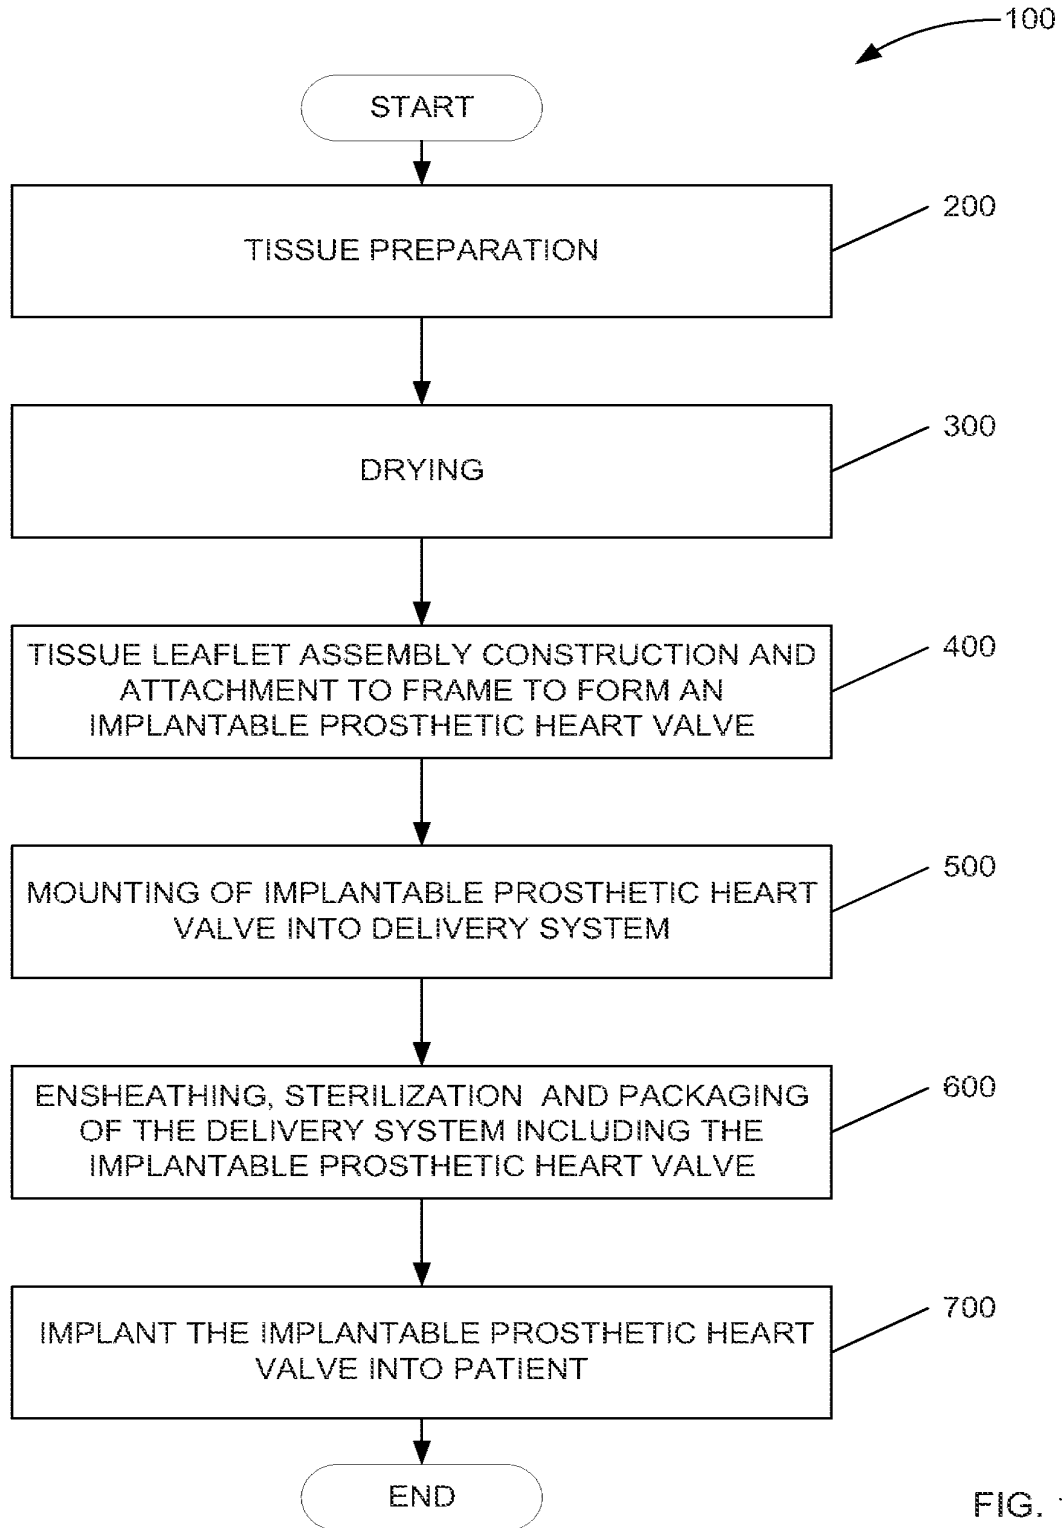 100
START
200
TISSUE PREPARATION
300
DRYING
400
TISSUE LEAFLET ASSEMBLY CONSTRUCTION AND
ATTACHMENT TO FRAME TO FORM AN
IMPLANTABLE PROSTHETIC HEART VALVE
500
MOUNTING OF IMPLANTABLE PROSTHETIC HEART
VALVE INTO DELIVERY SYSTEM
600
ENSHEATHING, STERILIZATION AND PACKAGING
OF THE DELIVERY SYSTEM INCLUDING THE
IMPLANTABLE PROSTHETIC HEART VALVE
700
IMPLANT THE IMPLANTABLE PROSTHETIC HEART
VALVE INTO PATIENT
END
FIG.